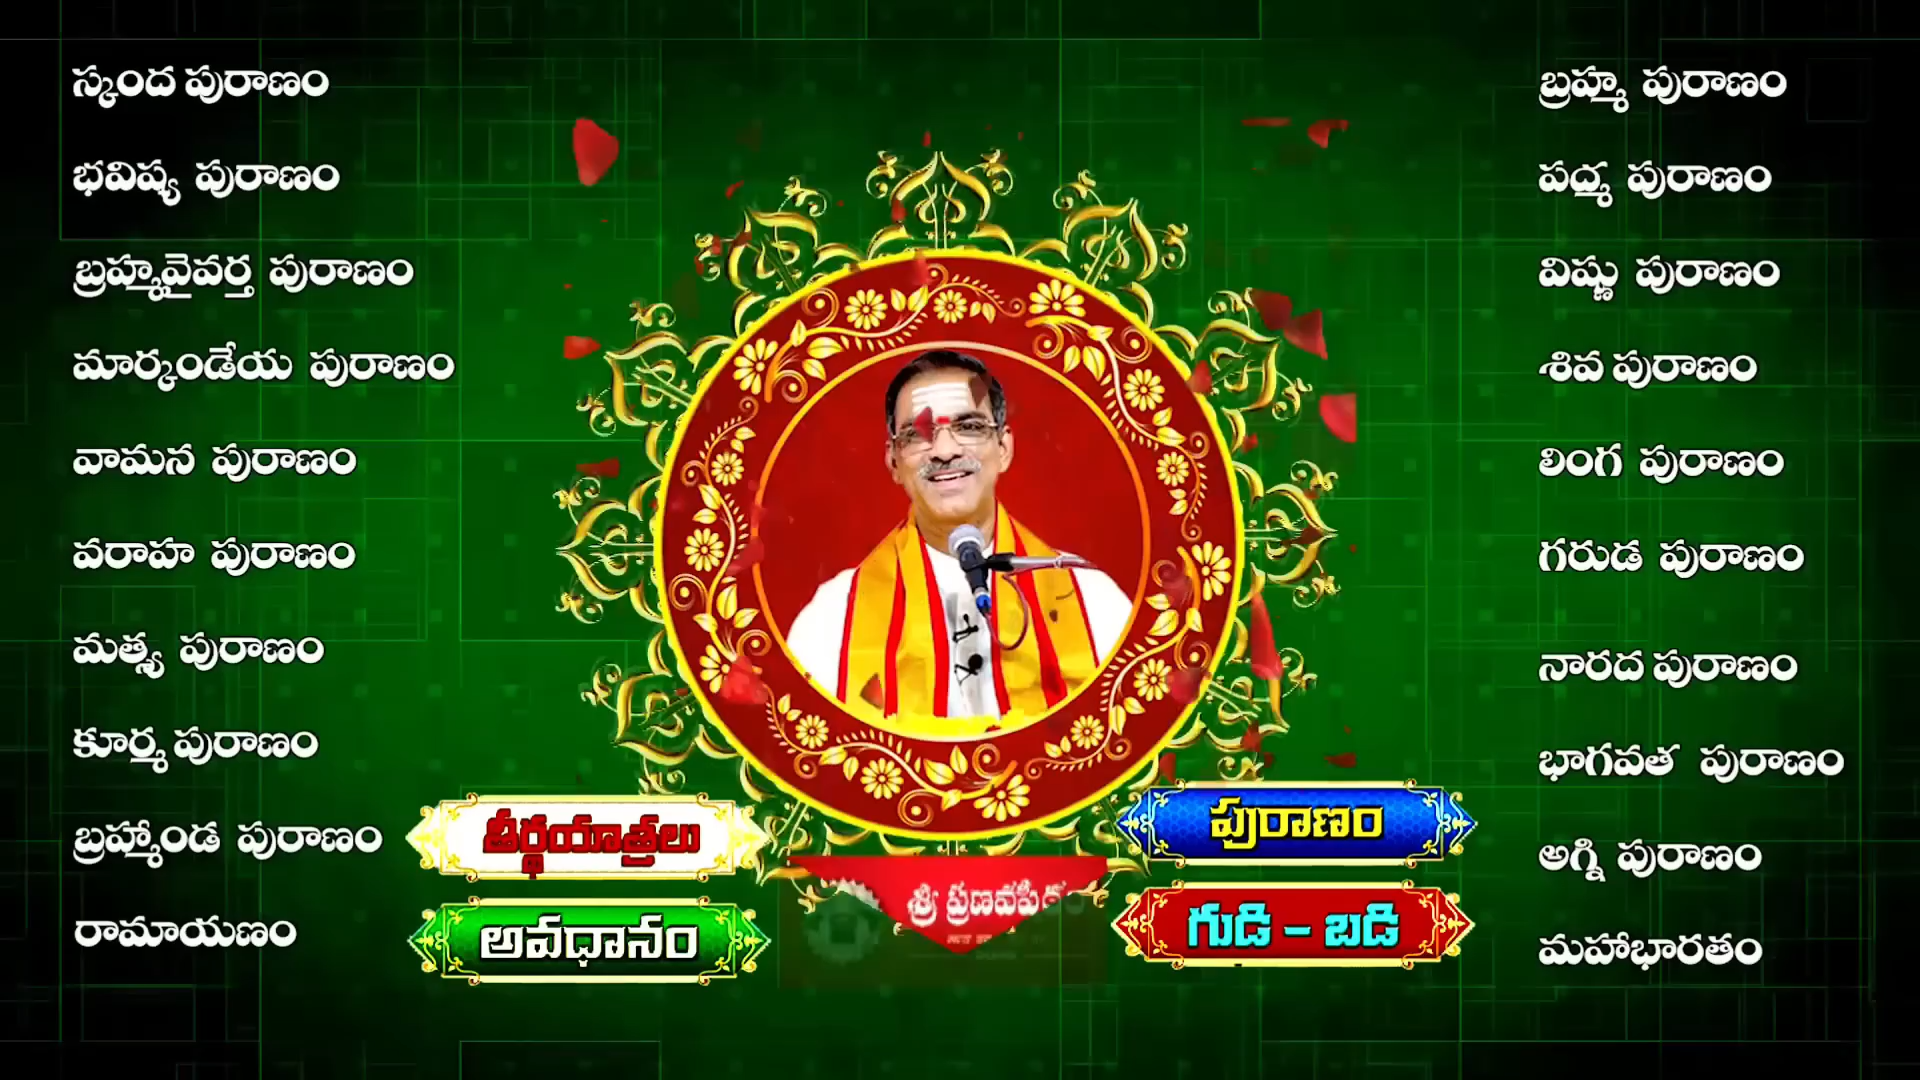 స్కంద పురాణం
భవిష్య పురాణం
బ్రహ్మవైవర్త పురాణం
మార్కండేయ పురాణం
వామన పురాణం
వరాహ పురాణం
మత్స్య పురాణం
కూర్మ పురాణం
బ్రహ్మాండ పురాణం
రామాయణం
తీర్థయాత్రలు
అవధానం
శ్రీ ప్రణవపీఠం
పురాణం
గుడి - బడి
బ్రహ్మ పురాణం
పద్మ పురాణం
విష్ణు పురాణం
శివ పురాణం
లింగ పురాణం
గరుడ పురాణం
నారద పురాణం
భాగవత పురాణం
అగ్ని పురాణం
మహాభారతం